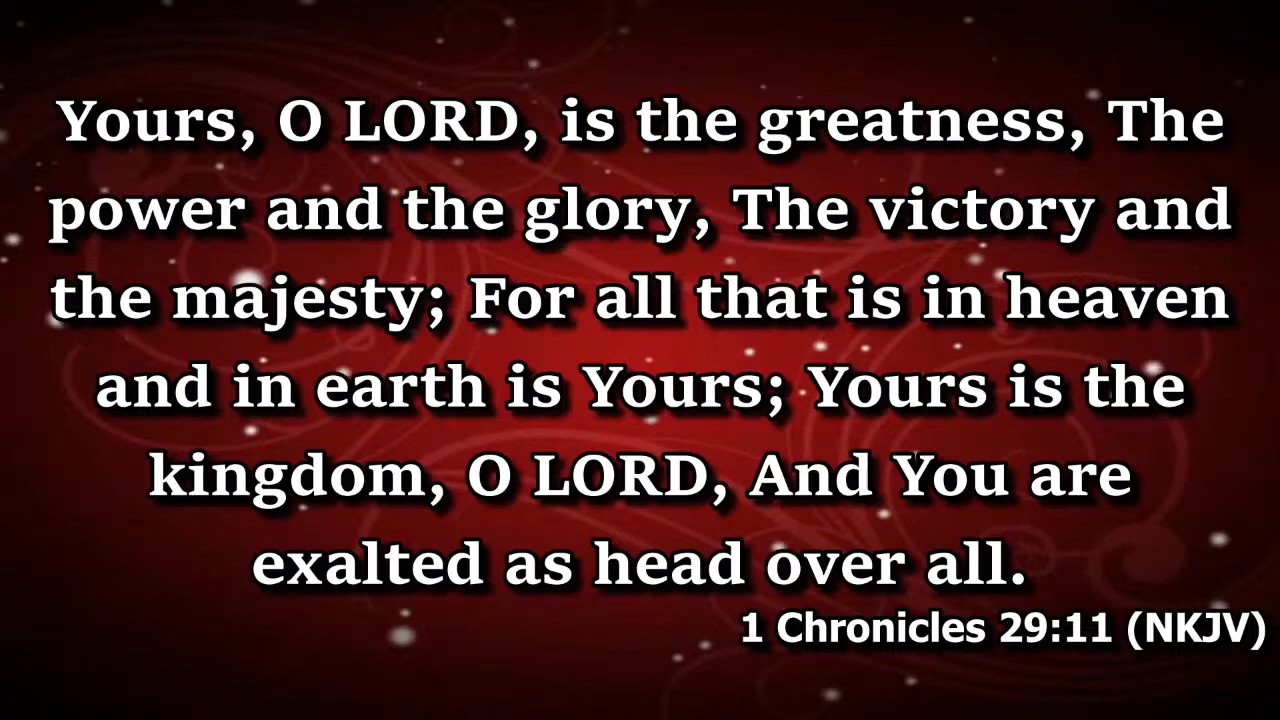 Yours, O LORD, is the greatness, The
power and the glory, The victory and
the majesty; For all that is in heaven
and in earth is Yours; Yours is the
kingdom, O LORD, And You are
exalted as head over all.
1 Chronicles 29:11 (NKJV)